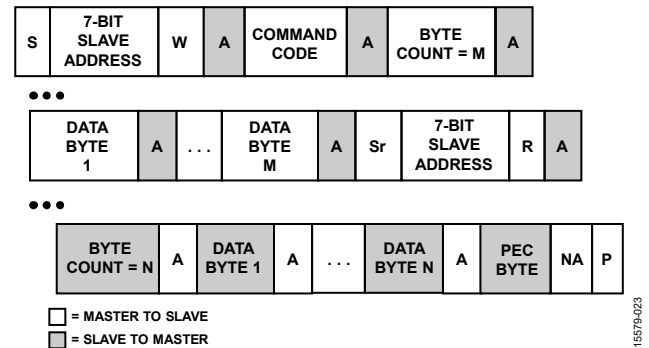 S 7-BIT SLAVE ADDRESS W A COMMAND CODE A BYTE COUNT = M A
•••
DATA BYTE 1 A ... DATA BYTE M A Sr 7-BIT SLAVE ADDRESS R A
•••
BYTE COUNT = N A DATA BYTE 1 A ... DATA BYTE N A PEC BYTE NA P
= MASTER TO SLAVE
= SLAVE TO MASTER
15579-023